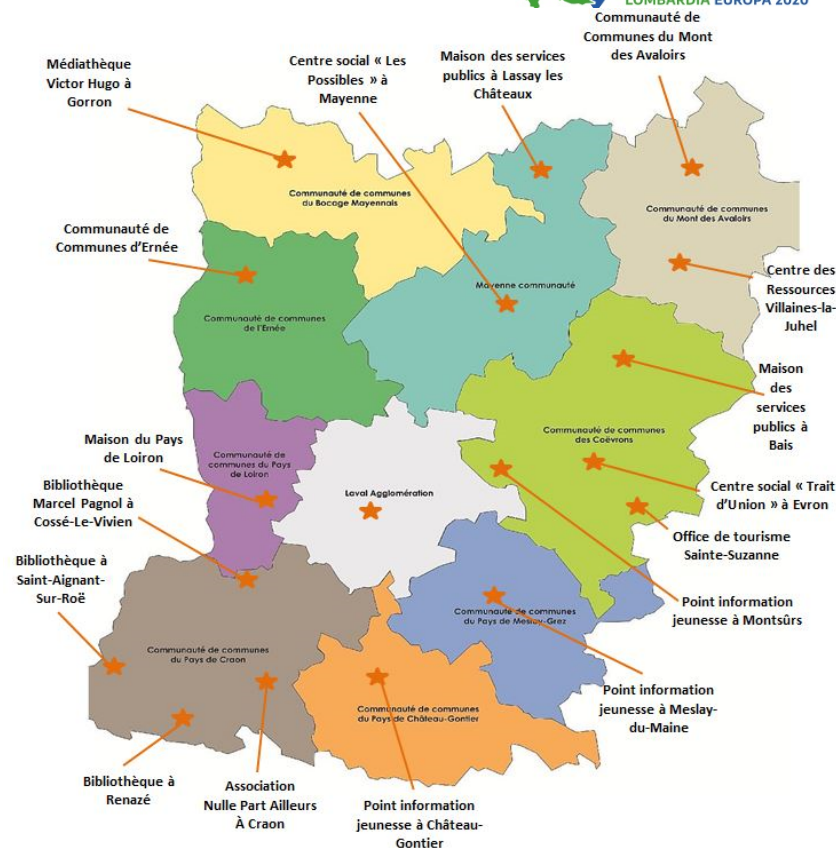 LOMBARDIA EUROPA 2020
Communauté de
Communes du Mont
des Avaloirs
Médiathèque
Victor Hugo à
Gorron
Centre social « Les
Possibles » à
Mayenne
Maison des services
publics à Lassay les
Châteaux
Communauté de communes
du Bocage Mayennais
Communauté de communes
du Mont des Avaloirs
Communauté de
Communes d’Ernée
Centre des
Ressources
Villaines-la-
Juhel
Mayenne communauté
Communauté de communes
de l'Ernée
Maison
des
services
publics à
Bais
Maison du Pays
de Loiron
Communauté de
communes du Pays
de Loiron
Communauté de communes
des Coëvrons
Bibliothèque
Marcel Pagnol à
Cossé-Le-Vivien
Laval Agglomération
Centre social « Trait
d’Union » à Evron
Office de tourisme
Sainte-Suzanne
Bibliothèque à
Saint-Aignant-
Sur-Roë
Point information
jeunesse à Montsûrs
Communauté de communes
du Pays de Meslay-Grez
Communauté de communes
du Pays de Craon
Point information
jeunesse à Meslay-
du-Maine
Communauté de communes
du Pays de Château-Gontier
Bibliothèque à
Renazé
Association
Nulle Part Ailleurs
À Craon
Point information
jeunesse à Château-
Gontier